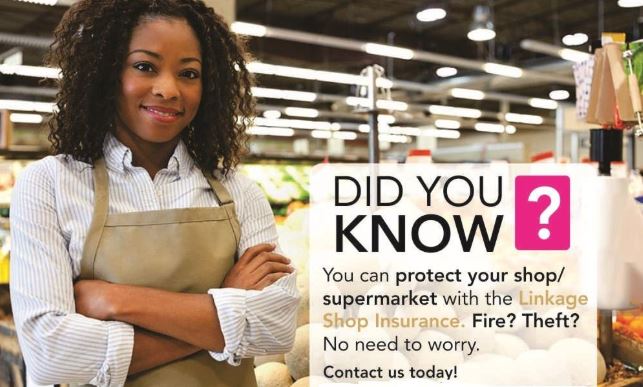 DID YOU
KNOW ?
You can protect your shop/
supermarket with the Linkage
Shop Insurance. Fire? Theft?
No need to worry.
Contact us today!